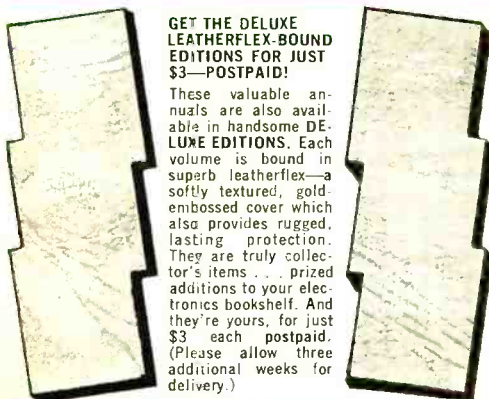 GET THE DELUXE
LEATHERFLEX-BOUND
EDITIONS FOR JUST
$3—POSTPAID!
These valuable an-
nuals are also avail-
able in handsome DE-
LUXE EDITIONS. Each
volume is bound in
superb leatherflex—a
softly textured, gold-
embossed cover which
also provides rugged,
lasting protection.
They are truly collec-
tor's items . . . prized
additions to your elec-
tronics bookshelf. And
they're yours, for just
$3 each postpaid.
(Please allow three
additional weeks for
delivery.)